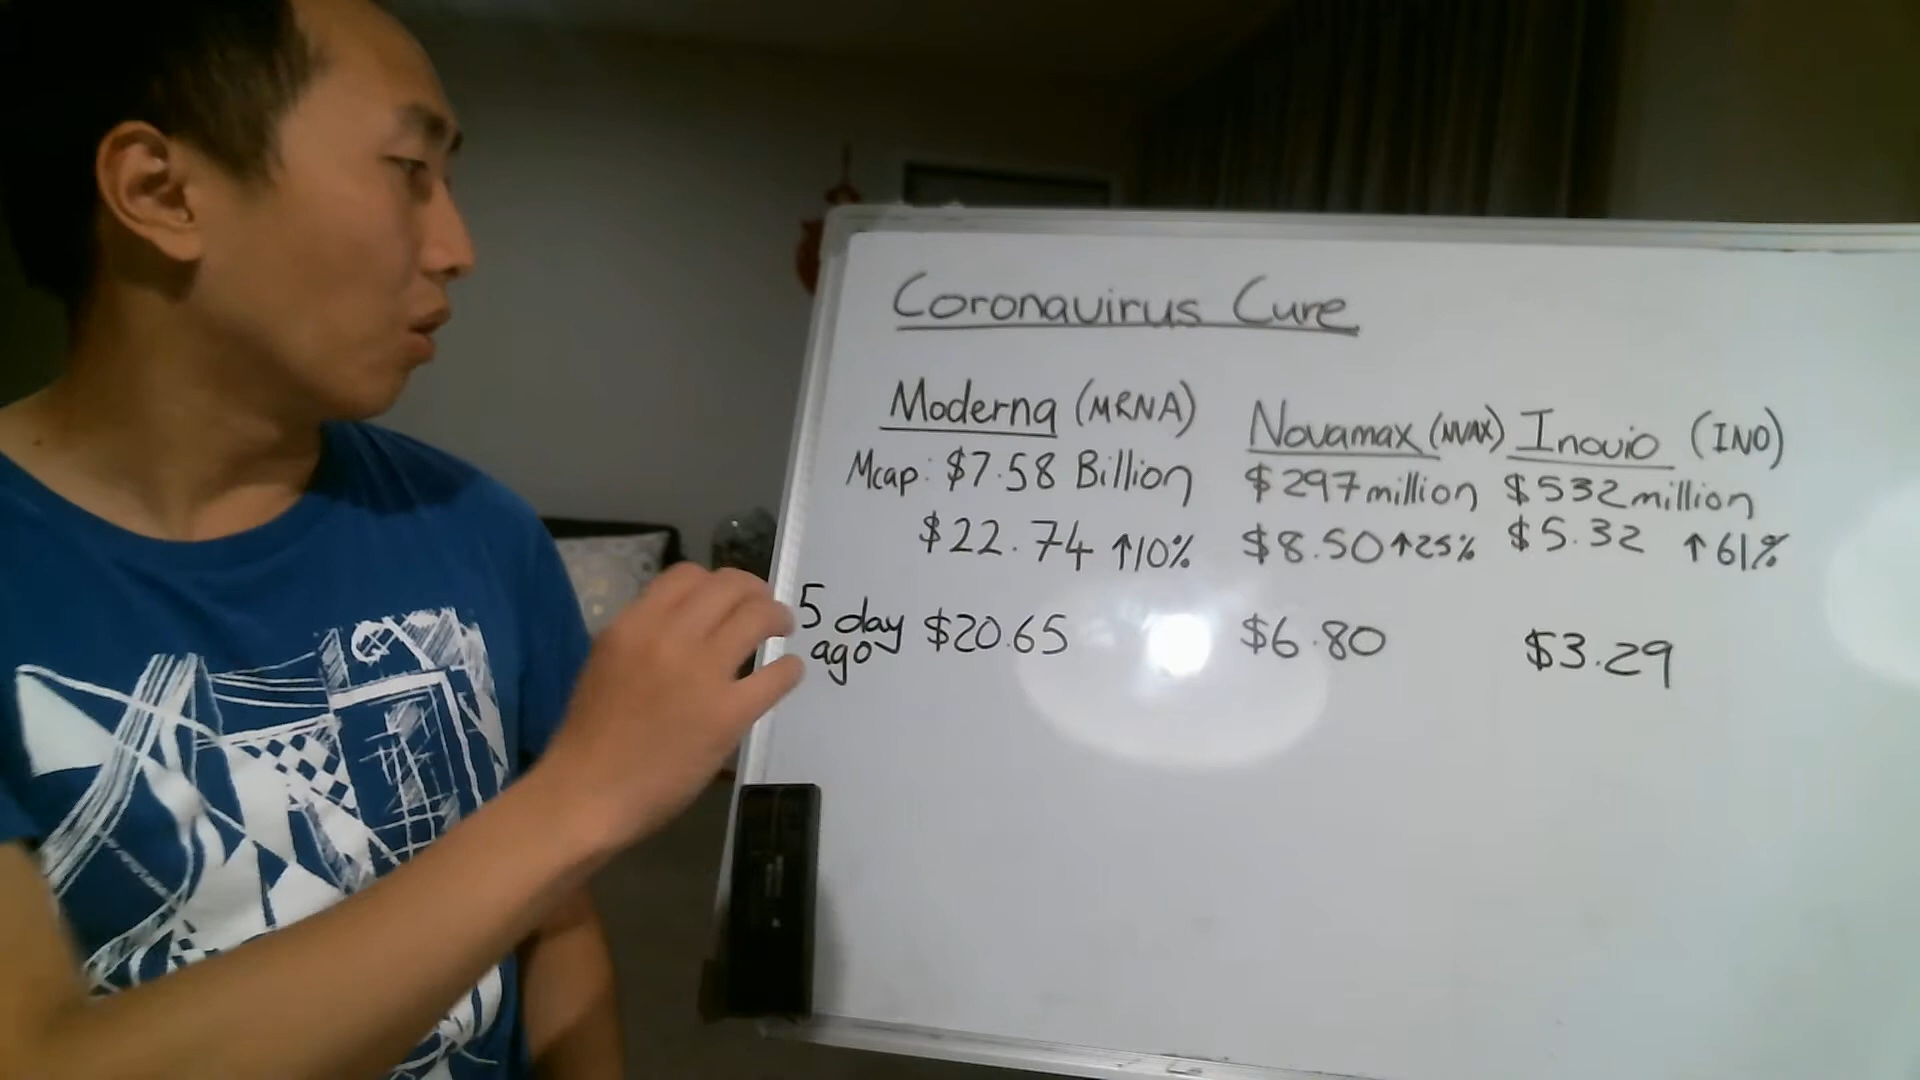 Coronavirus Cure
Moderna (MRNA) Novamax (NVAX) Inovio (INO)
Mcap: $7.58 Billion $297 million $532 million
$22.74 ↑10% $8.50 ↑25% $5.32 ↑61%
5 day ago $20.65 $6.80 $3.29